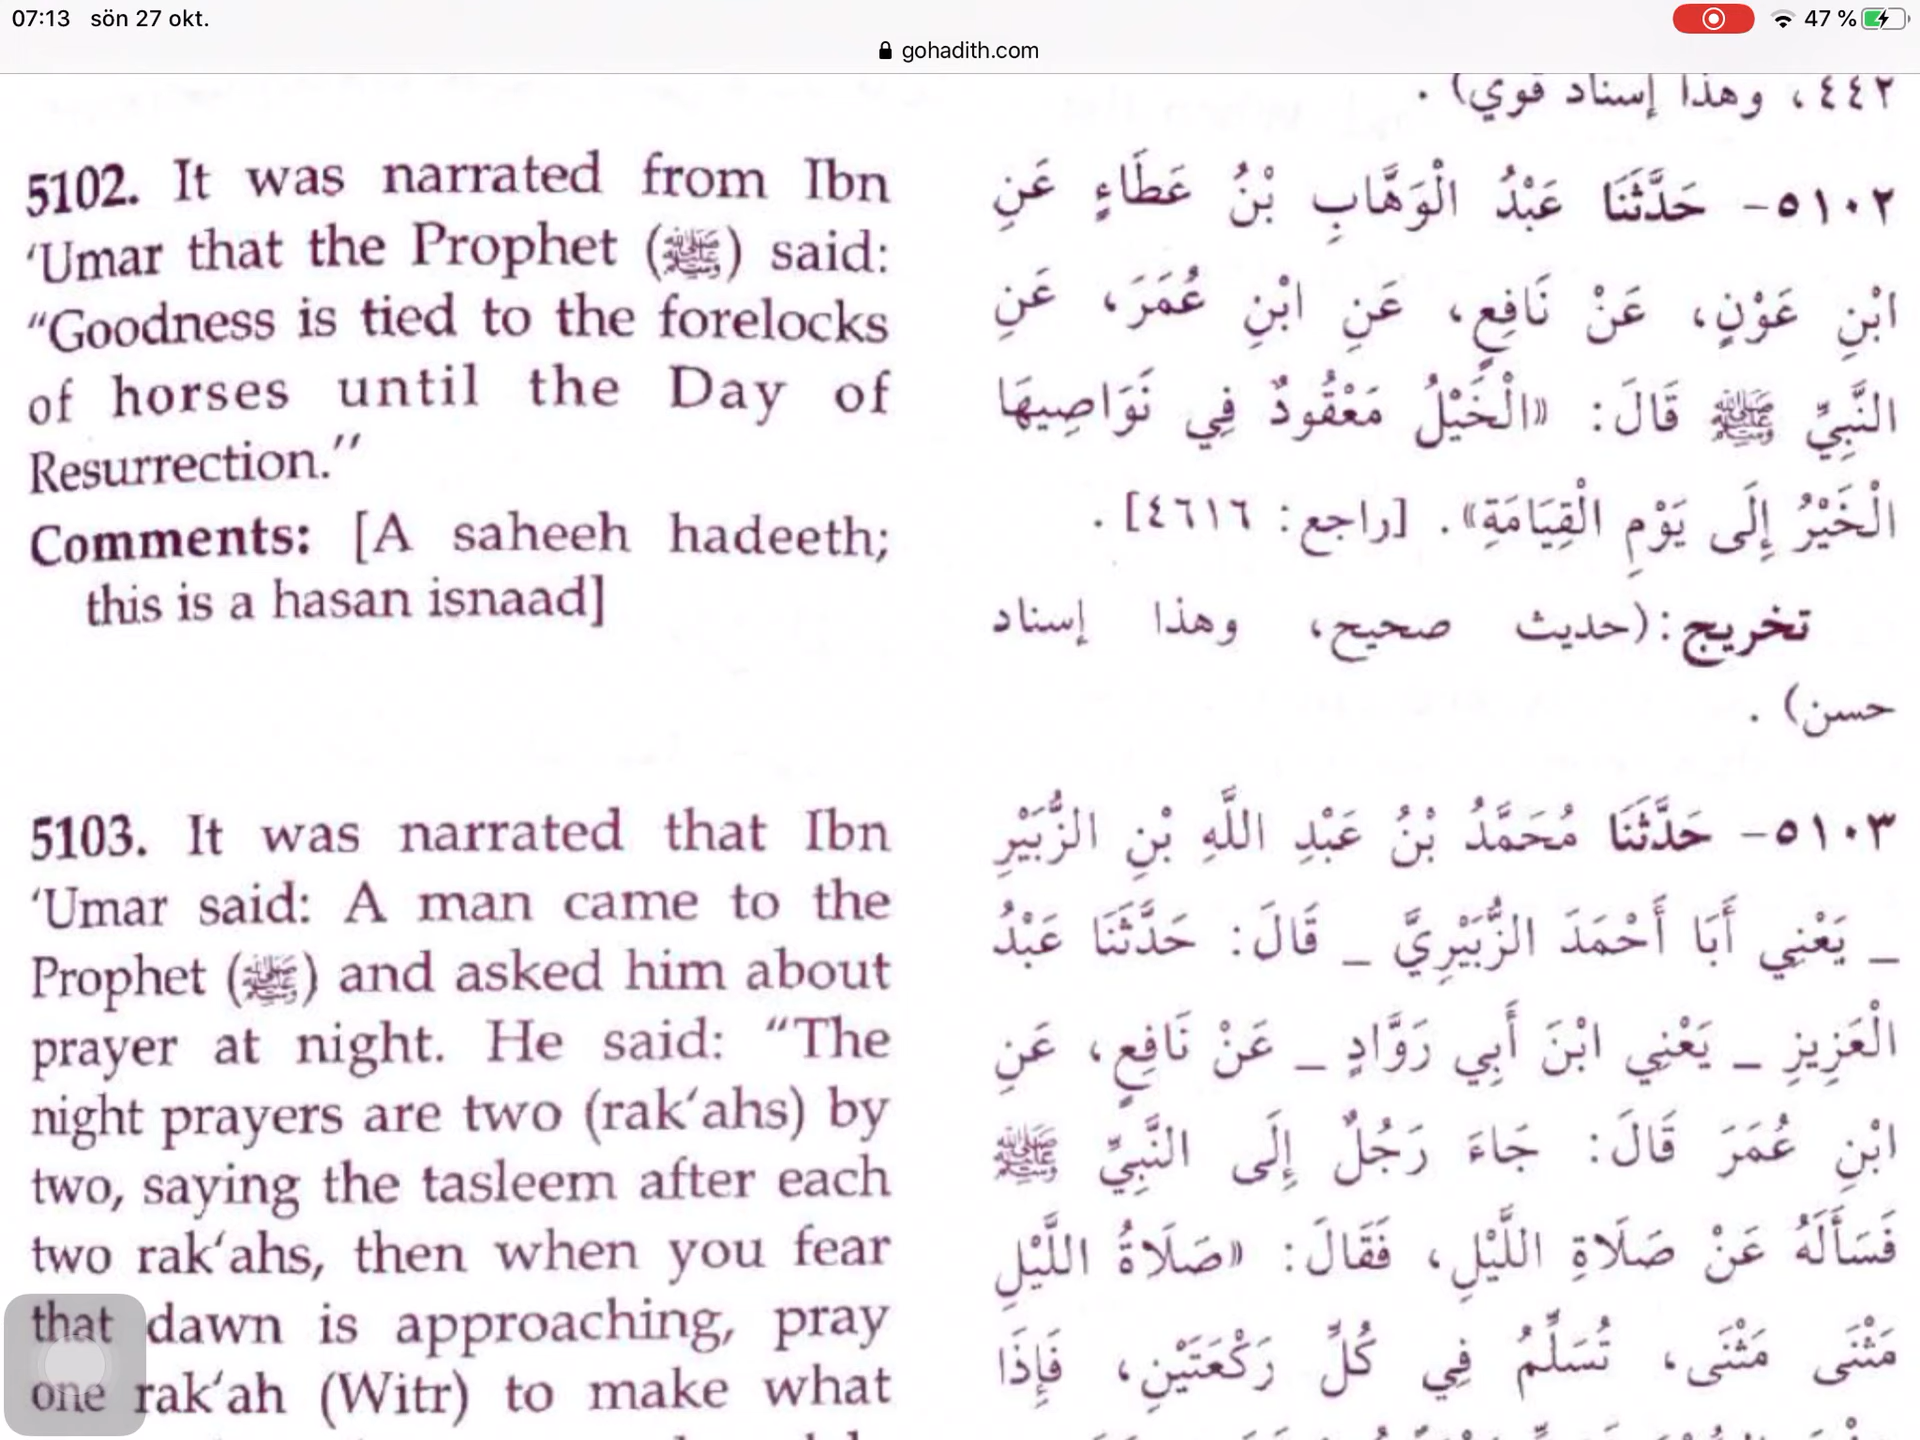 07:13 sön 27 okt.
47 %
gohadith.com
5102. It was narrated from Ibn
‘Umar that the Prophet (ﷺ) said:
“Goodness is tied to the forelocks
of horses until the Day of
Resurrection.”
Comments: [A saheeh hadeeth;
this is a hasan isnaad]
5103. It was narrated that Ibn
‘Umar said: A man came to the
Prophet (ﷺ) and asked him about
prayer at night. He said: “The
night prayers are two (rak‘ahs) by
two, saying the tasleem after each
two rak‘ahs, then when you fear
that dawn is approaching, pray
one rak‘ah (Witr) to make what
٤٤٢، وهذا إسناد قوي) .
٥١٠٢- حَدَّثَنَا عَبْدُ الْوَهَّابِ بْنُ عَطَاءٍ عَنِ
ابْنِ عَوْنٍ، عَنْ نَافِعٍ، عَنِ ابْنِ عُمَرَ، عَنِ
النَّبِيِّ ﷺ قَالَ: «الْخَيْلُ مَعْقُودٌ فِي نَوَاصِيهَا
الْخَيْرُ إِلَى يَوْمِ الْقِيَامَةِ» . [راجع: ٤٦١٦] .
تخريج: (حديث صحيح، وهذا إسناد
حسن) .
٥١٠٣- حَدَّثَنَا مُحَمَّدُ بْنُ عَبْدِ اللَّهِ بْنِ الزُّبَيْرِ
_ يَعْنِي أَبَا أَحْمَدَ الزُّبَيْرِيَّ _ قَالَ: حَدَّثَنَا عَبْدُ
الْعَزِيزِ _ يَعْنِي ابْنَ أَبِي رَوَّادٍ _ عَنْ نَافِعٍ، عَنِ
ابْنِ عُمَرَ قَالَ: جَاءَ رَجُلٌ إِلَى النَّبِيِّ ﷺ
فَسَأَلَهُ عَنْ صَلَاةِ اللَّيْلِ، فَقَالَ: «صَلَاةُ اللَّيْلِ
مَثْنَى مَثْنَى، تُسَلِّمُ فِي كُلِّ رَكْعَتَيْنِ، فَإِذَا